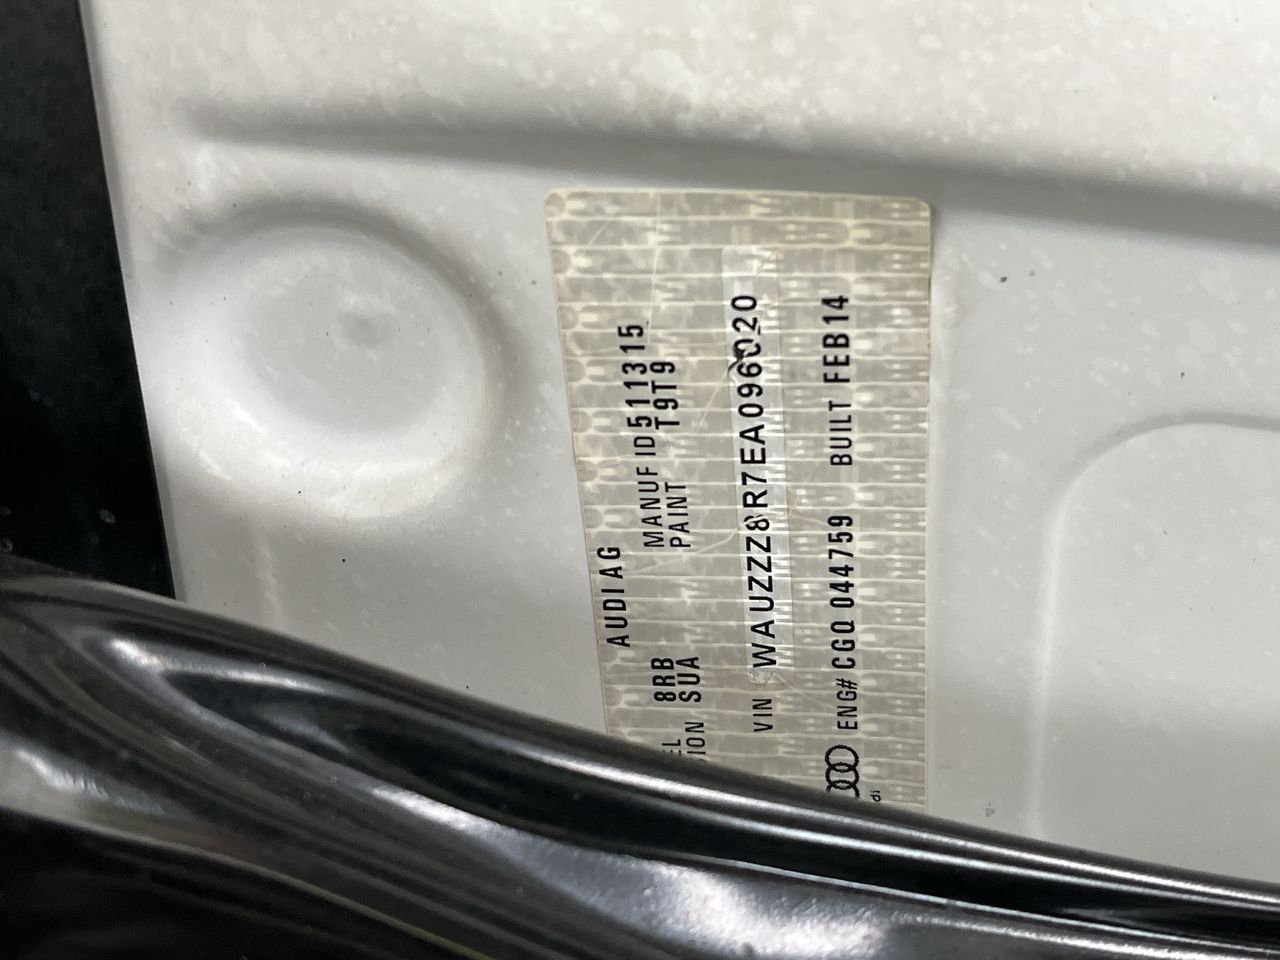 AUDI AG
8RB MANUF ID 511315
SUA PAINT T9T9
VIN WAUZZZ8R7EA096020
ENG# CGQ 044759 BUILT FEB14